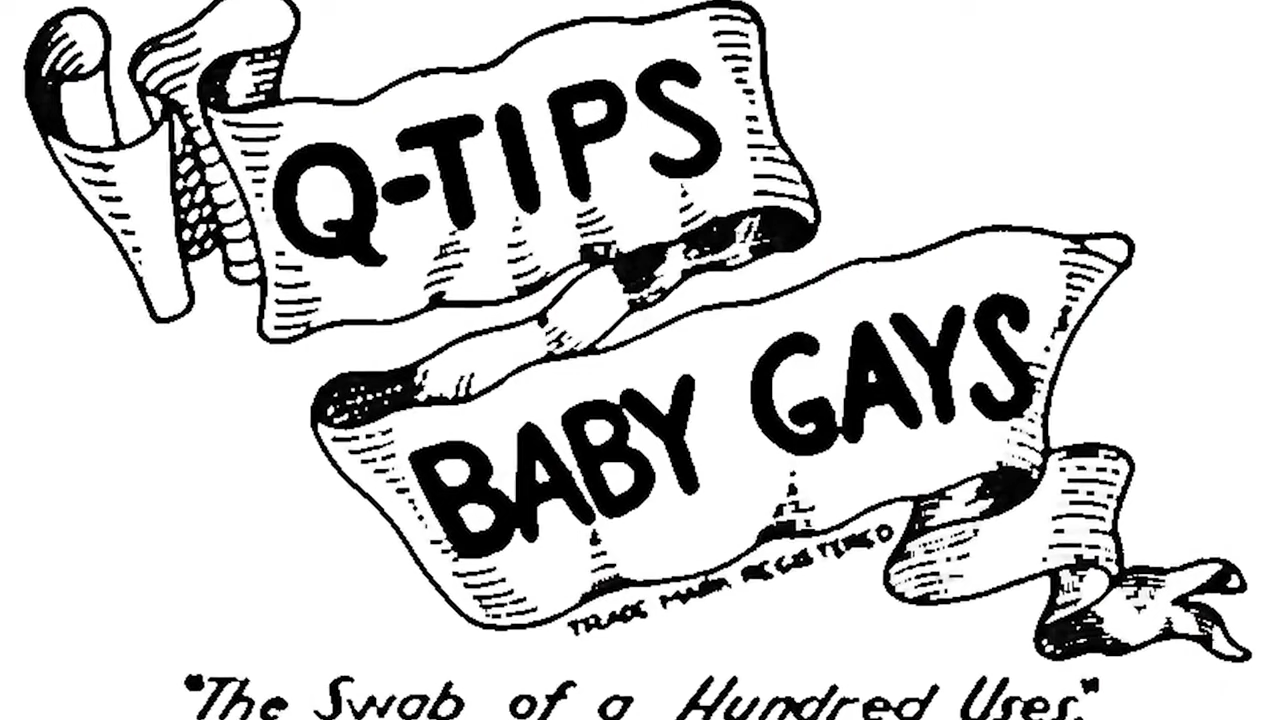 Q-TIPS
BABY GAYS
TRADE MARK REGISTERED
"The Swab of a Hundred Uses."